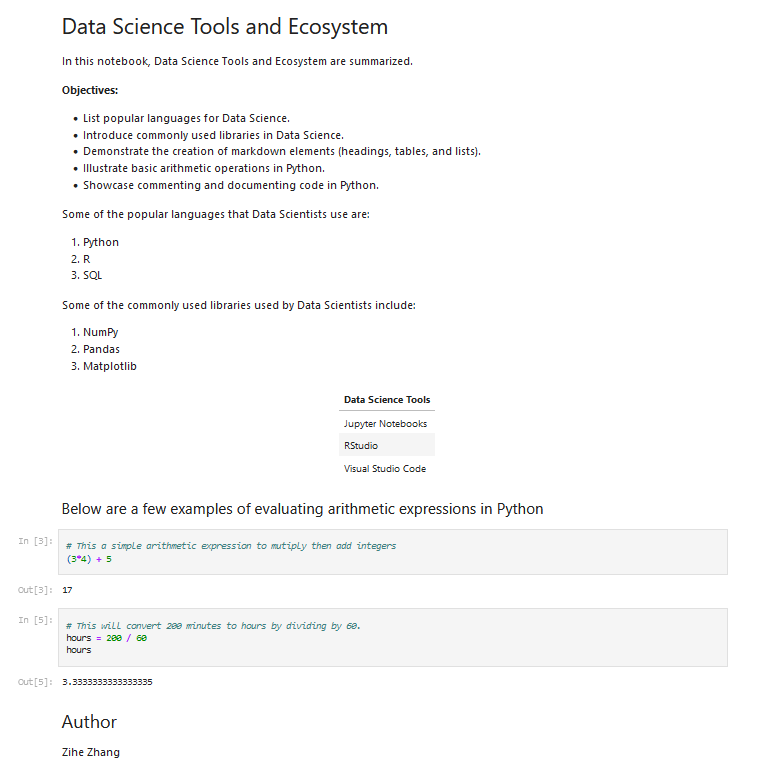 Data Science Tools and Ecosystem
In this notebook, Data Science Tools and Ecosystem are summarized.
Objectives:
• List popular languages for Data Science.
• Introduce commonly used libraries in Data Science.
• Demonstrate the creation of markdown elements (headings, tables, and lists).
• Illustrate basic arithmetic operations in Python.
• Showcase commenting and documenting code in Python.
Some of the popular languages that Data Scientists use are:
1. Python
2. R
3. SQL
Some of the commonly used libraries used by Data Scientists include:
1. NumPy
2. Pandas
3. Matplotlib
Data Science Tools
Jupyter Notebooks
RStudio
Visual Studio Code
Below are a few examples of evaluating arithmetic expressions in Python
In [3]:
# This a simple arithmetic expression to mutiply then add integers
(3*4) + 5
Out[3]: 17
In [5]:
# This will convert 200 minutes to hours by dividing by 60.
hours = 200 / 60
hours
Out[5]: 3.3333333333333335
Author
Zihe Zhang